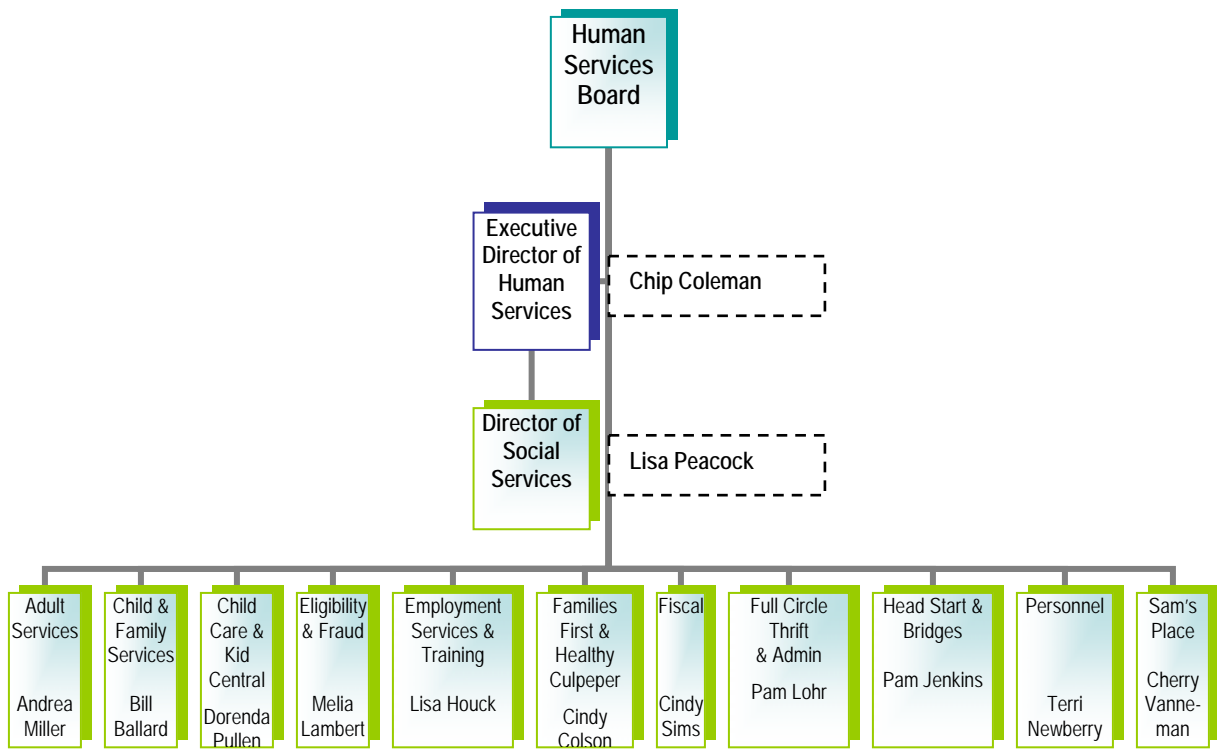 Human
Services
Board
Executive
Director of
Human
Services
Chip Coleman
Director of
Social
Services
Lisa Peacock
Adult
Services
Andrea
Miller
Child &
Family
Services
Bill
Ballard
Child
Care &
Kid
Central
Dorenda
Pullen
Eligibility
& Fraud
Melia
Lambert
Employment
Services &
Training
Lisa Houck
Families
First &
Healthy
Culpeper
Cindy
Colson
Fiscal
Cindy
Sims
Full Circle
Thrift
& Admin
Pam Lohr
Head Start &
Bridges
Pam Jenkins
Personnel
Terri
Newberry
Sam's
Place
Cherry
Vanne-
man